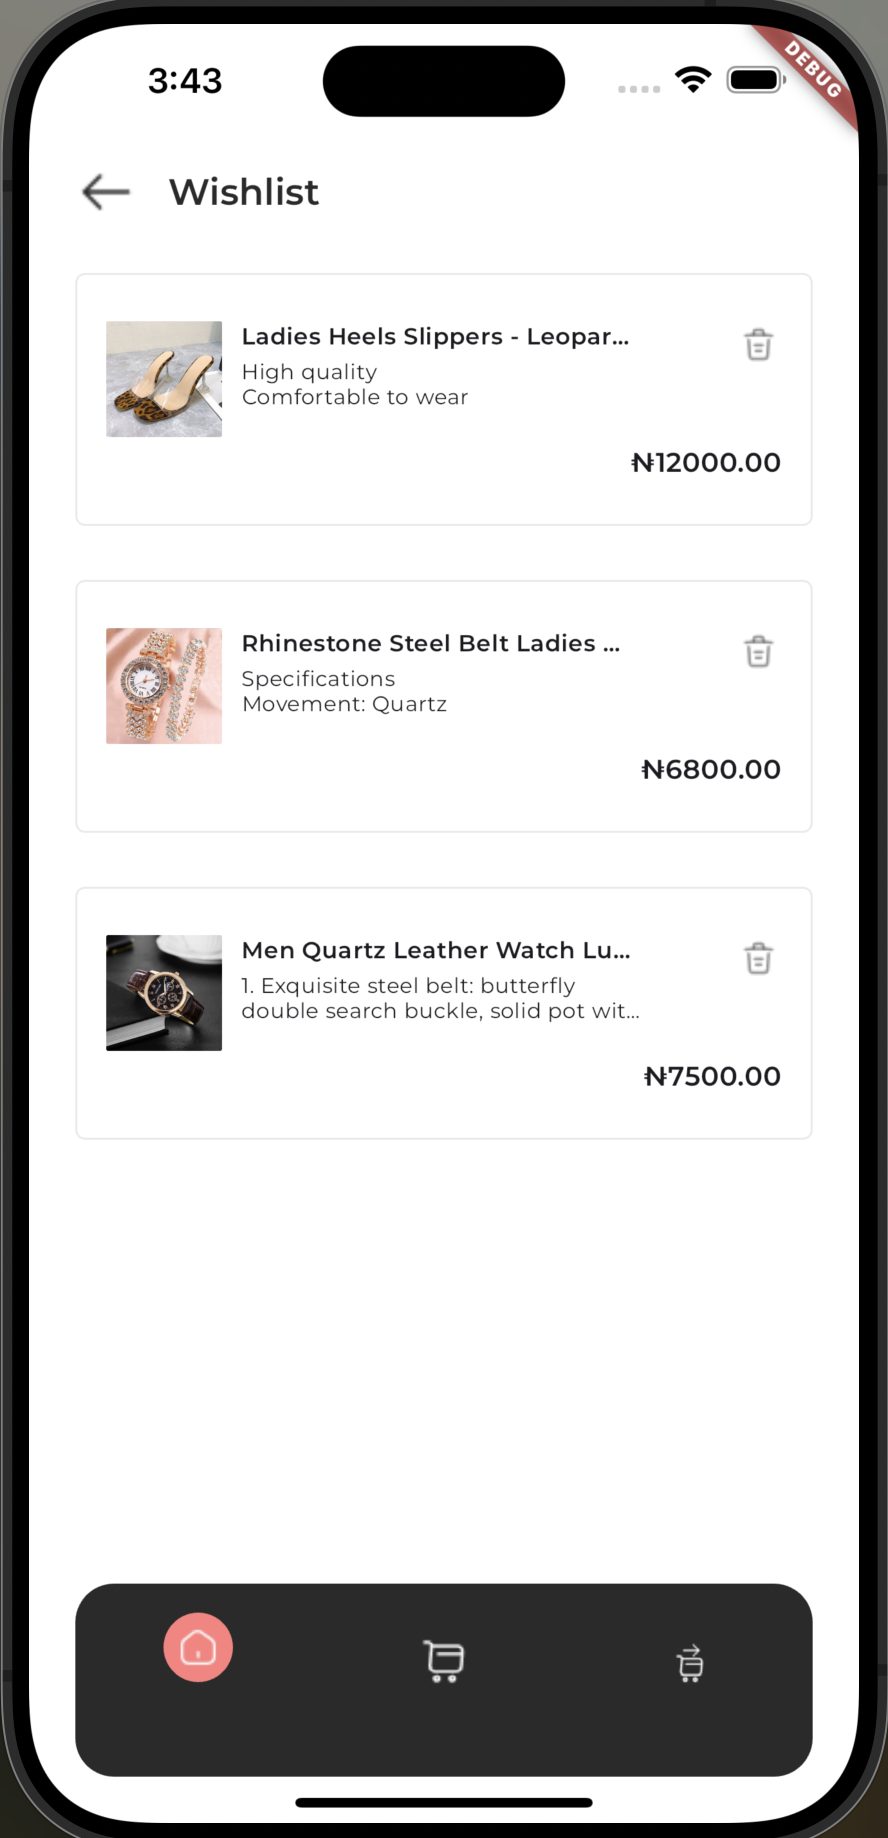 3:43
DEBUG
Wishlist
Ladies Heels Slippers - Leopar...
High quality
Comfortable to wear
₦12000.00
Rhinestone Steel Belt Ladies ...
Specifications
Movement: Quartz
₦6800.00
Men Quartz Leather Watch Lu...
1. Exquisite steel belt: butterfly
double search buckle, solid pot wit...
₦7500.00